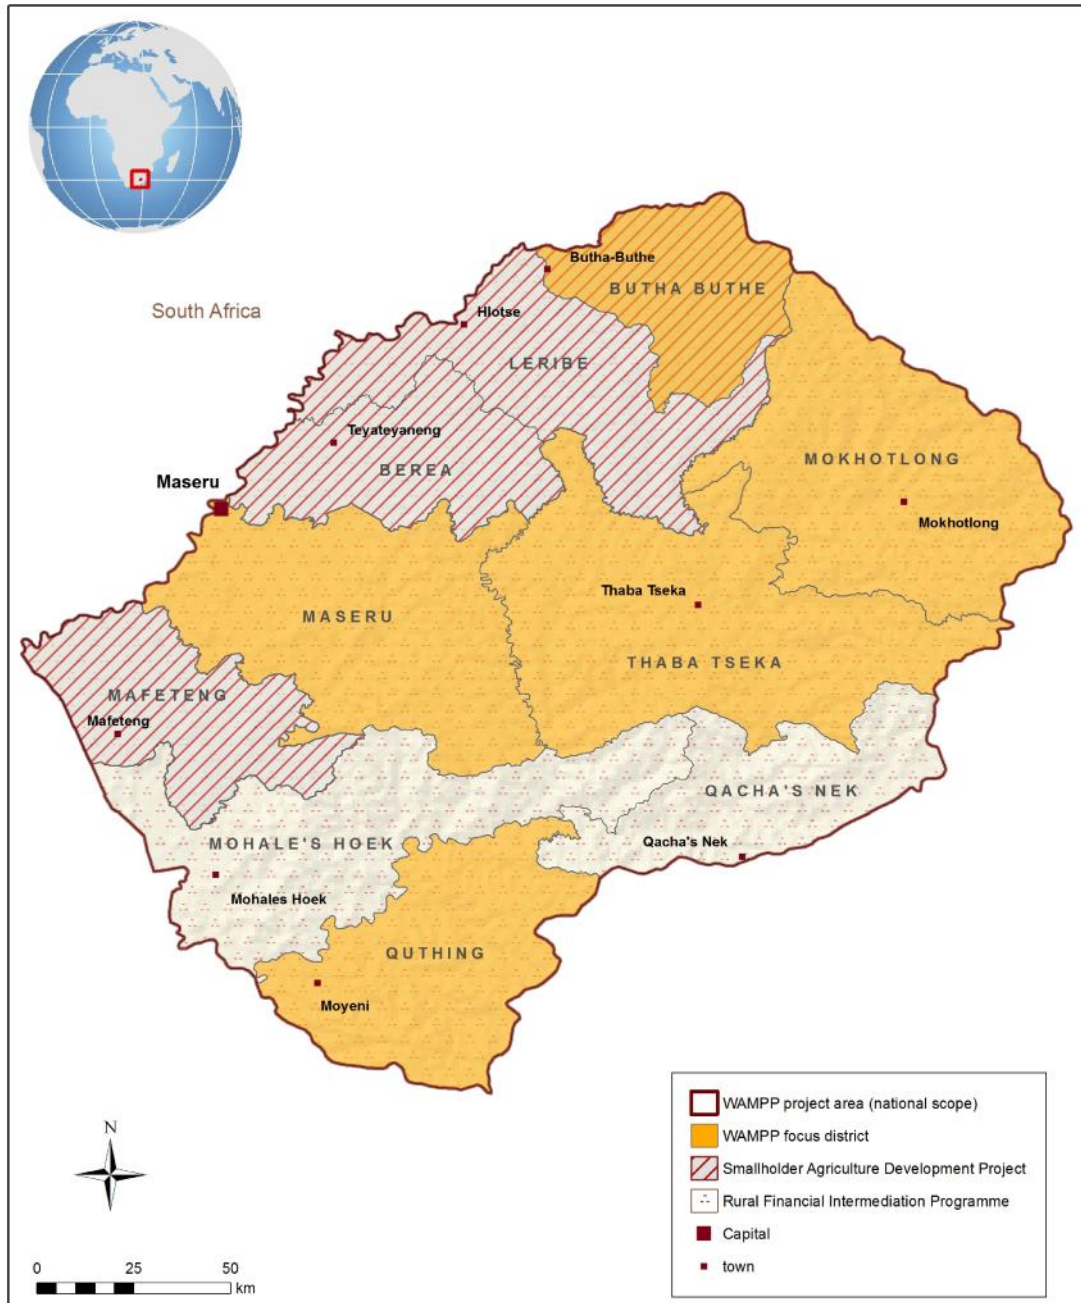 South Africa
Butha-Buthe
BUTHA BUTHE
Hlotse
LERIBE
Teyateyaneng
BEREA
MOKHOTLONG
Maseru
Mokhotlong
Thaba Tseka
MASERU
THABA TSEKA
MAFETENG
Mafeteng
QACHA'S NEK
MOHALE'S HOEK
Qacha's Nek
Mohales Hoek
QUTHING
Moyeni
WAMPP project area (national scope)
WAMPP focus district
Smallholder Agriculture Development Project
Rural Financial Intermediation Programme
Capital
town
N
0 25 50
km